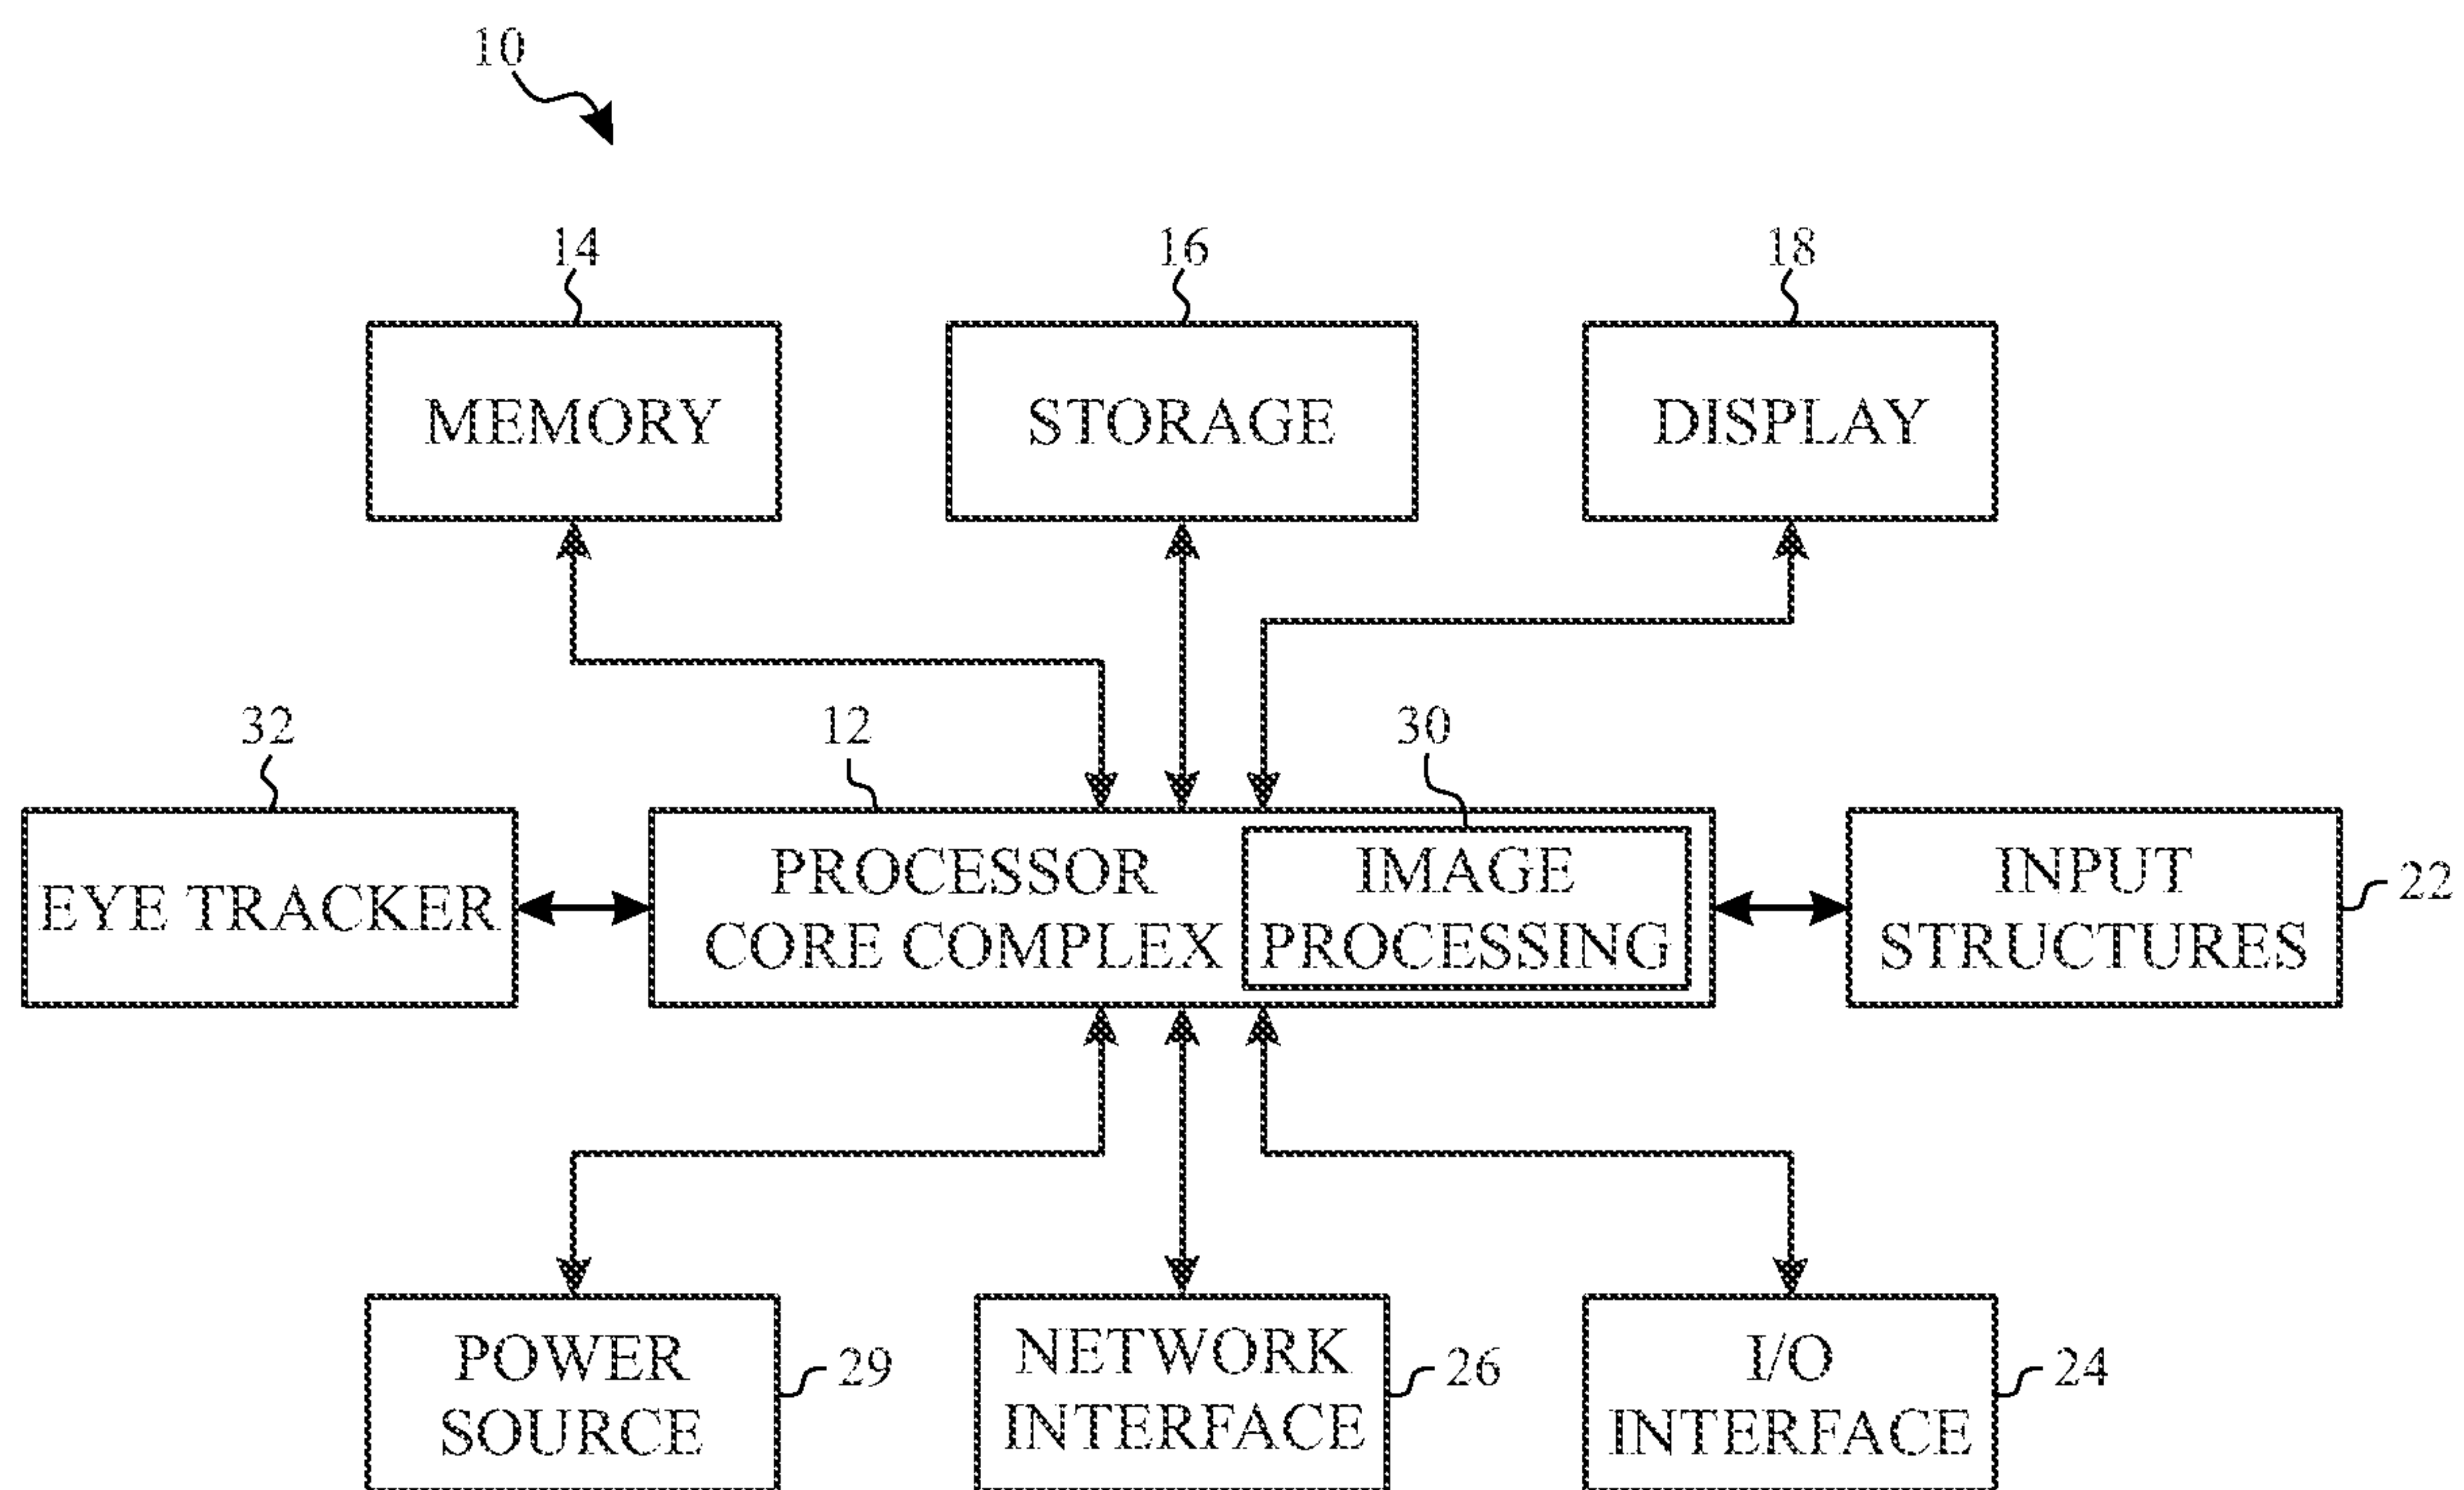 10
14
16
18
MEMORY
STORAGE
DISPLAY
32
12
30
EYE TRACKER
PROCESSOR
CORE COMPLEX
IMAGE
PROCESSING
INPUT
STRUCTURES
22
POWER
SOURCE
29
NETWORK
INTERFACE
26
I/O
INTERFACE
24